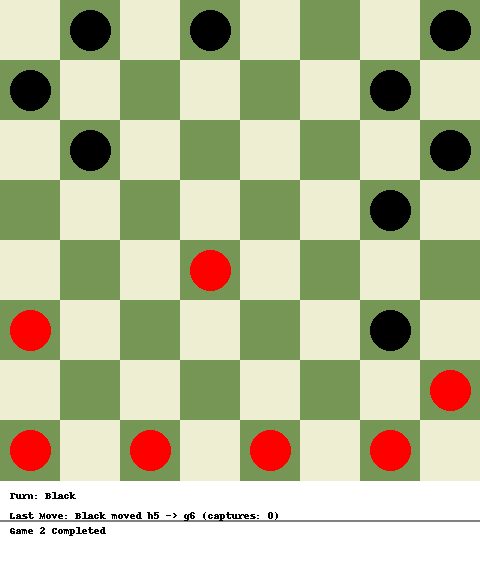 Turn: Black
Last Move: Black moved h5 -> g6 (captures: 0)
Game 2 Completed